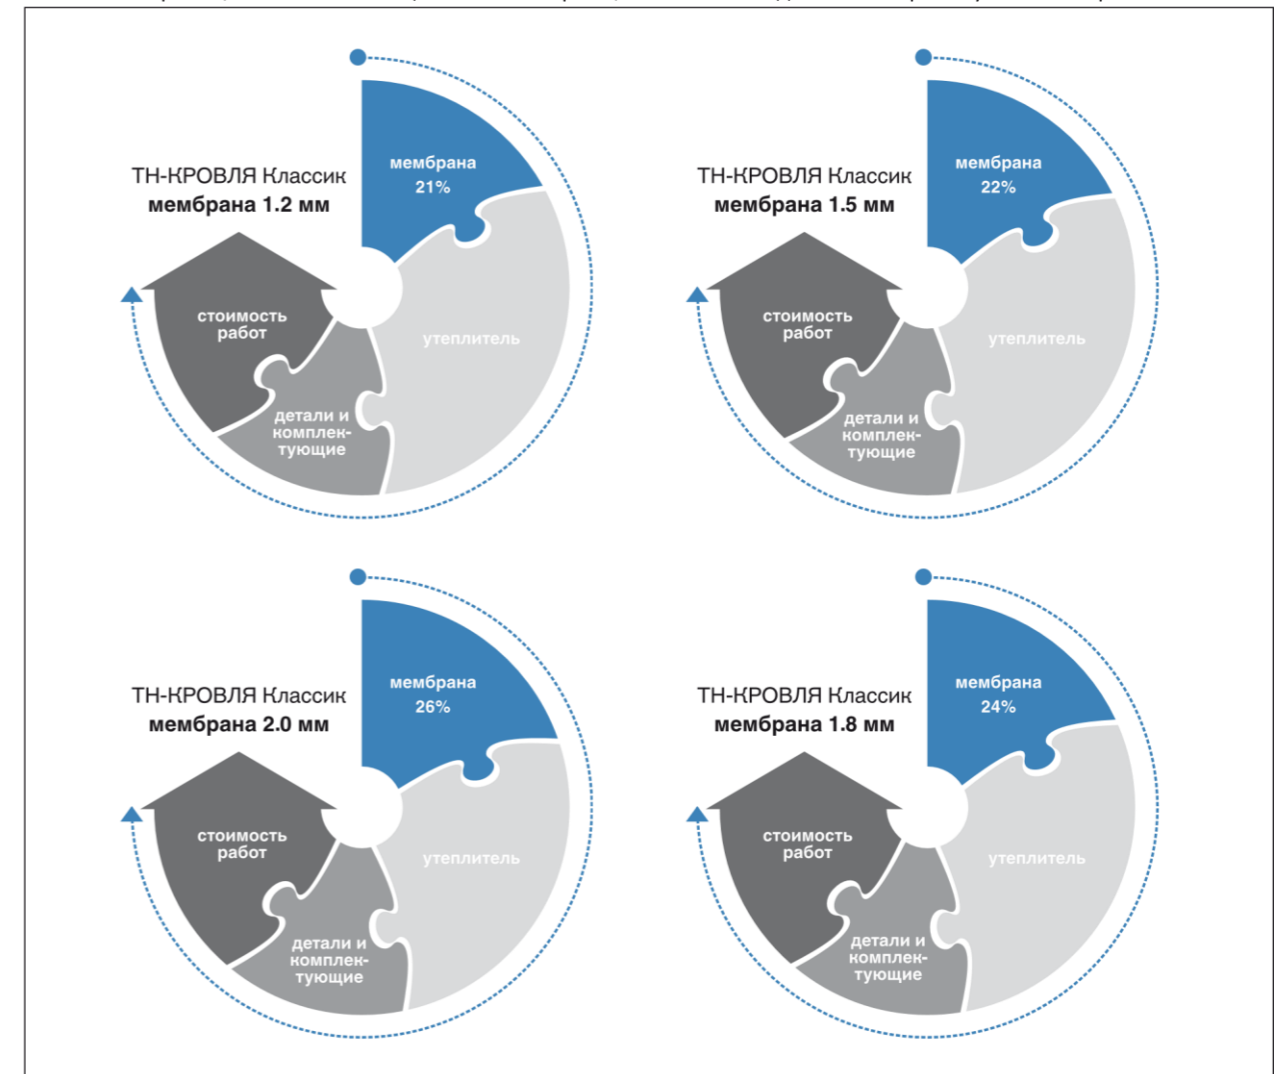 ТН-КРОВЛЯ Классик
мембрана 1.2 мм
мембрана
21%
утеплитель
детали и
комплек-
тующие
стоимость
работ
ТН-КРОВЛЯ Классик
мембрана 1.5 мм
мембрана
22%
утеплитель
детали и
комплек-
тующие
стоимость
работ
ТН-КРОВЛЯ Классик
мембрана 2.0 мм
мембрана
26%
утеплитель
детали и
комплек-
тующие
стоимость
работ
ТН-КРОВЛЯ Классик
мембрана 1.8 мм
мембрана
24%
утеплитель
детали и
комплек-
тующие
стоимость
работ